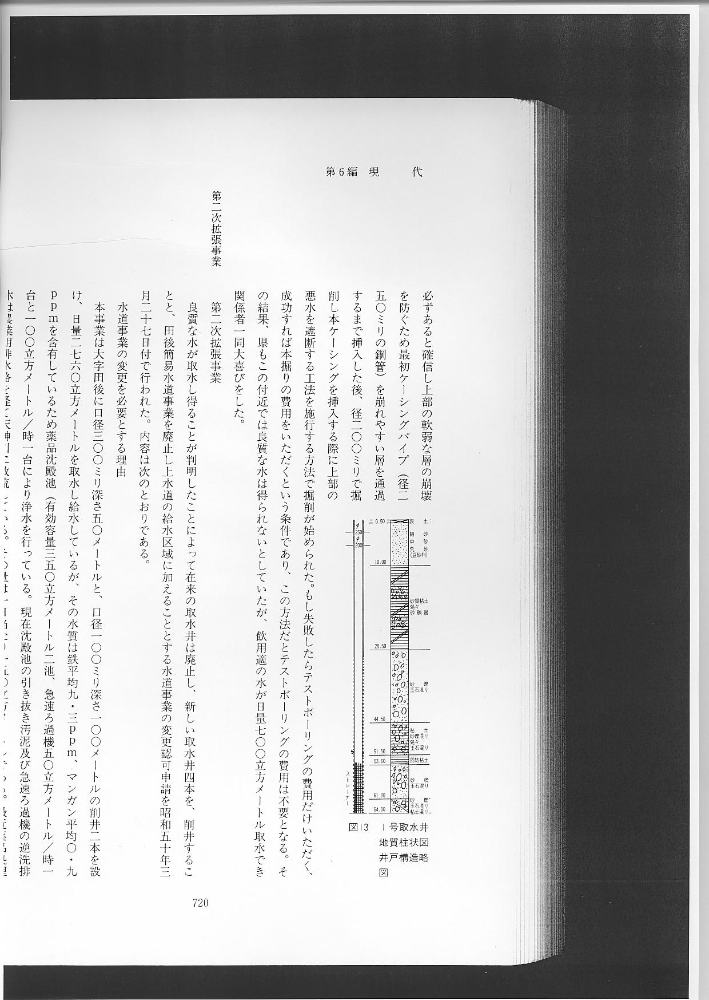 第6編 現 代
必ずあると確信し上部の軟弱な層の崩壊
を防ぐため最初ケーシングパイプ（径二
五〇ミリの鋼管）を崩れやすい層を通過
するまで挿入した後、径二〇〇ミリで掘
削し本ケーシングを挿入する際に上部の
悪水を遮断する工法を施行する方法で掘削が始められた。もし失敗したらテストボーリングの費用だけいただく、
成功すれば本掘りの費用をいただくという条件であり、この方法だとテストボーリングの費用は不要となる。そ
の結果、県もこの付近では良質な水は得られないとしていたが、飲用適の水が日量七〇〇立方メートル取水でき
関係者一同大喜びをした。
第二次拡張事業
第二次拡張事業
良質な水が取水し得ることが判明したことによって在来の取水井は廃止し、新しい取水井四本を、削井するこ
とと、田後簡易水道事業を廃止し上水道の給水区域に加えることとする水道事業の変更認可申請を昭和五十年三
月二十七日付で行われた。内容は次のとおりである。
水道事業の変更を必要とする理由
本事業は大字田後に口径三〇〇ミリ深さ五〇メートルと、口径一〇〇ミリ深さ一〇〇メートルの削井二本を設
け、日量二七六〇立方メートルを取水し給水しているが、その水質は鉄平均九・三ppm、マンガン平均〇・九
ppmを含有しているため薬品沈殿池（有効容量三五〇立方メートル二池、急速ろ過機五〇立方メートル／時一
台と一〇〇立方メートル／時一台により浄水を行っている。現在沈殿池の引き抜き汚泥及び急速ろ過機の逆洗排
φ
250
φ
200
0.50
表 土
細 砂
中 砂
荒 砂
(豆砂利)
10.00
砂質粘土
処々
砂礫層
28.50
砂 礫
玉石混り
44.50
粘 土
砂礫混り
処々
玉石混り
51.50
固結粘土
53.60
砂 礫
玉石混り
61.00
砂 礫
玉石混り
粘土混り
64.00
ストレーナー
図13 1号取水井
地質柱状図
井戸構造略
図
720